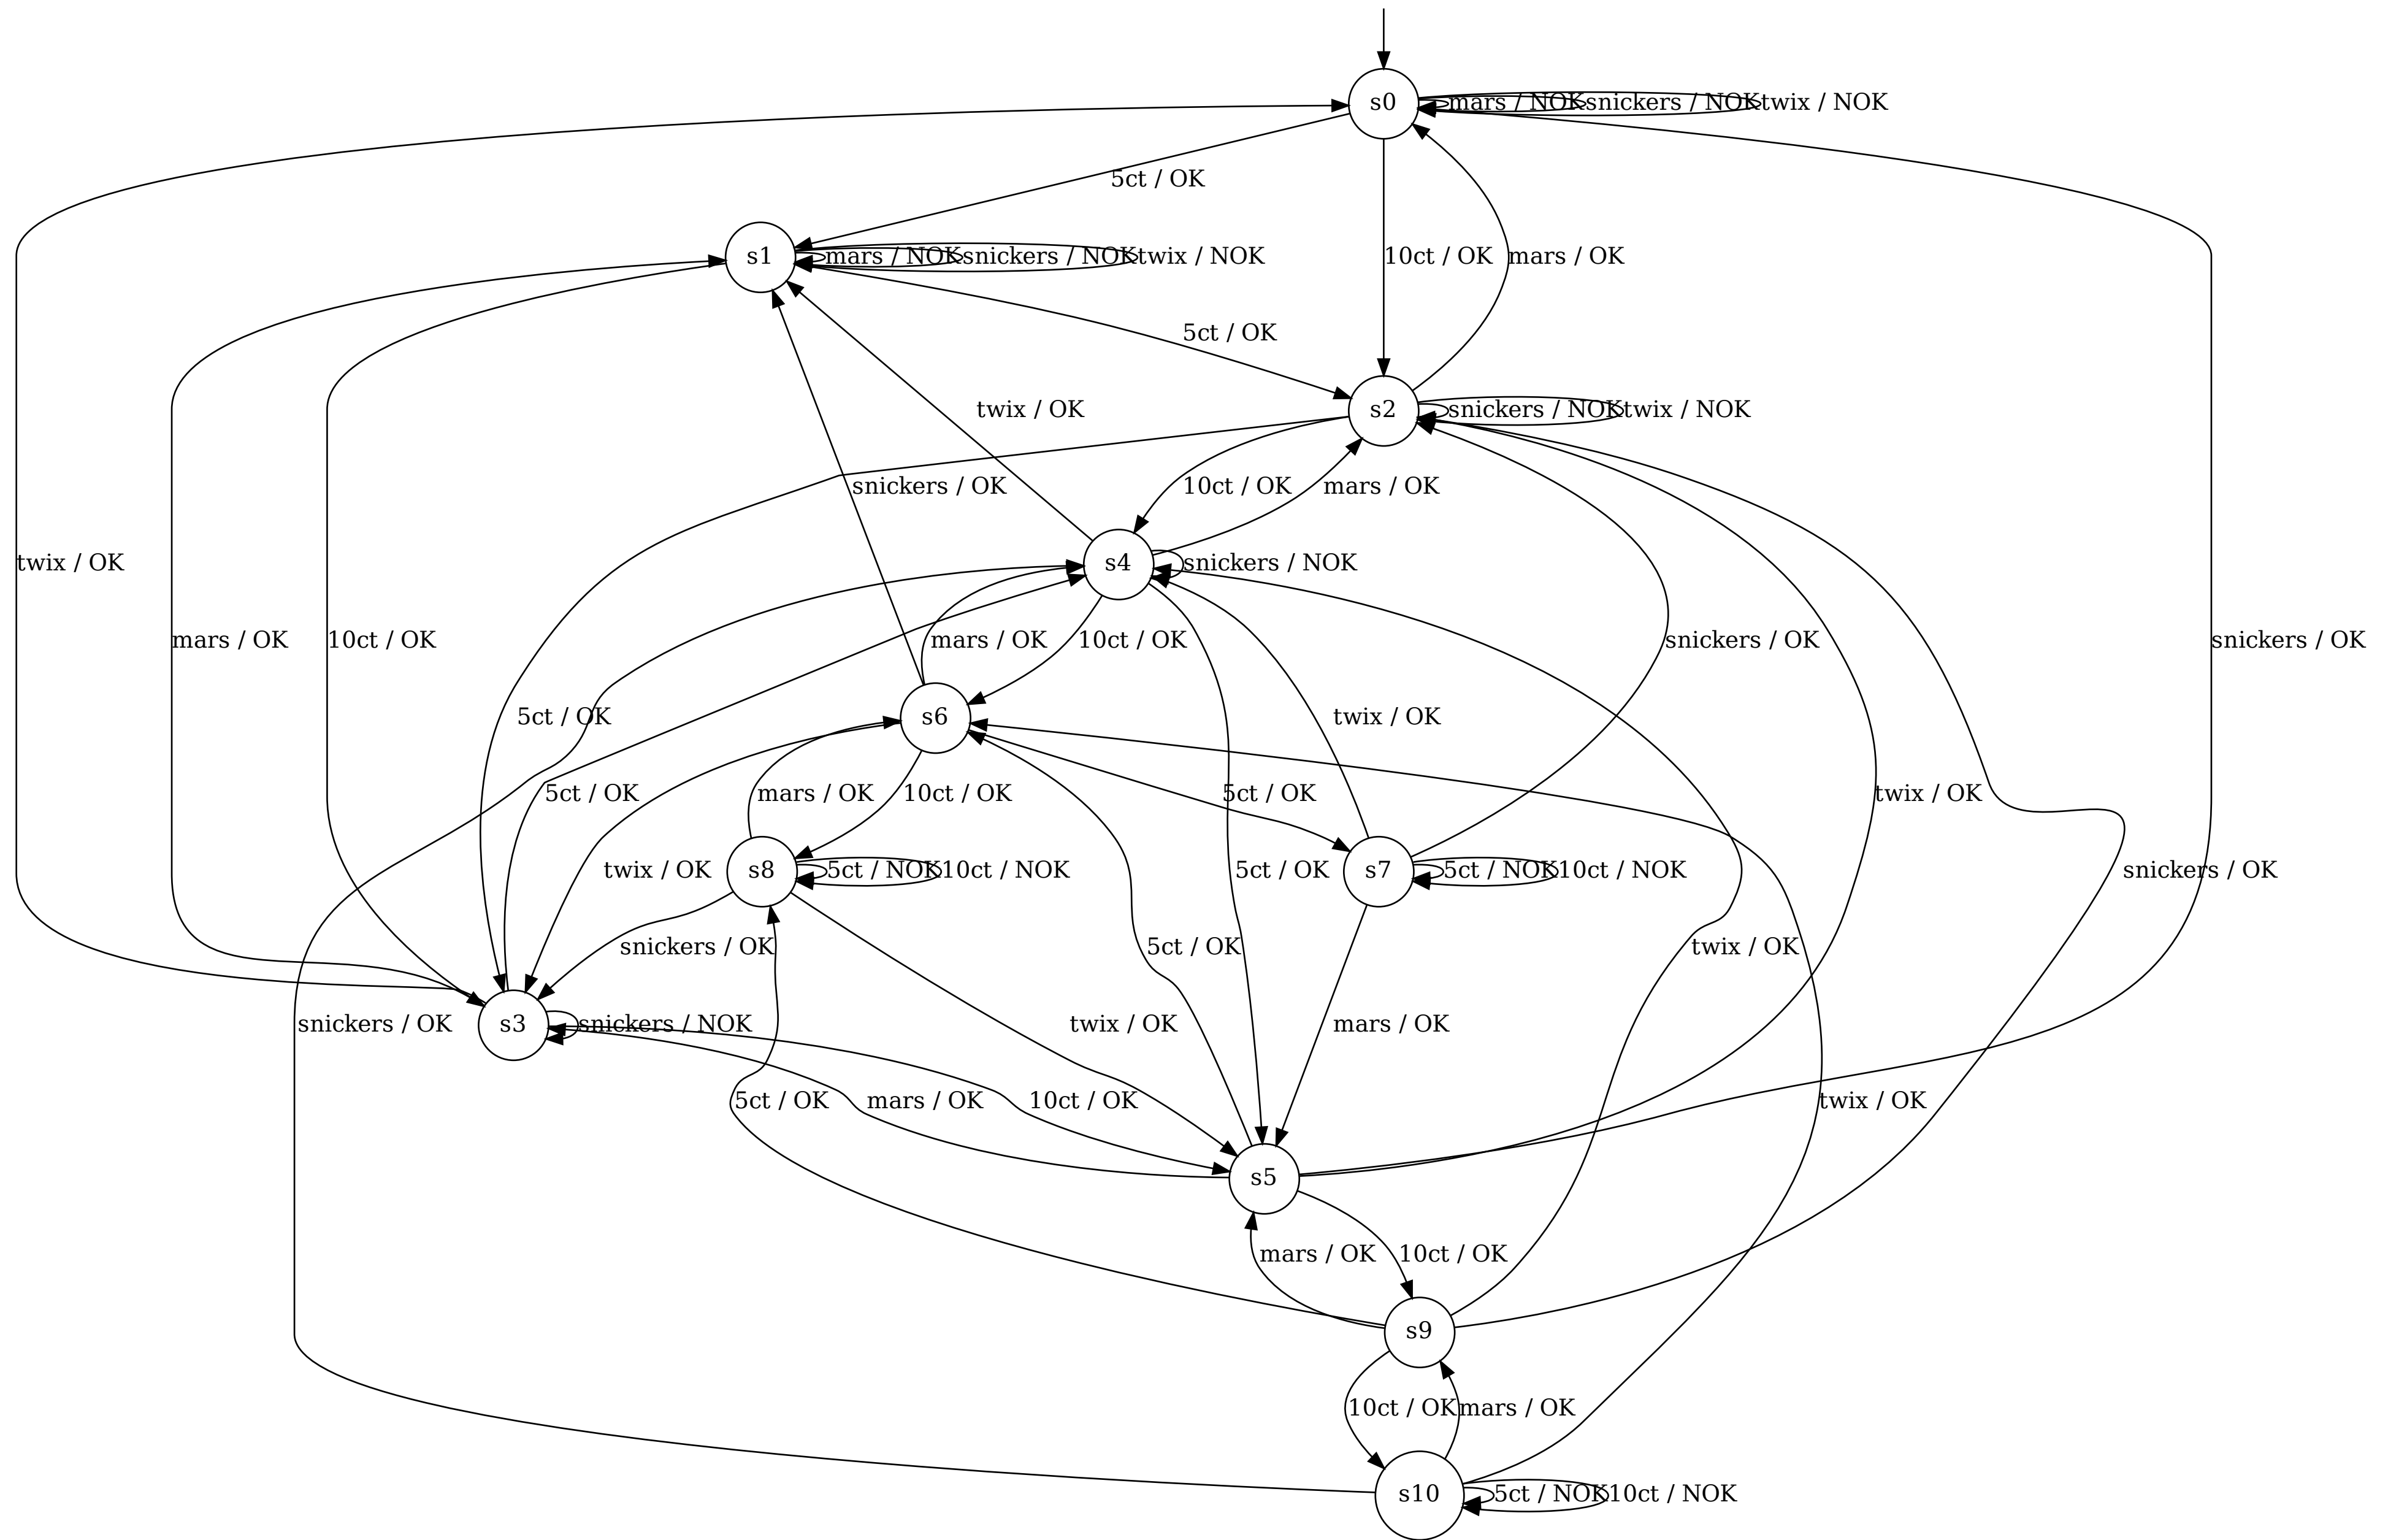 s0
mars / NOK
snickers / NOK
twix / NOK
5ct / OK
s1
mars / NOK
snickers / NOK
twix / NOK
10ct / OK
mars / OK
5ct / OK
twix / OK
s2
snickers / NOK
twix / NOK
snickers / OK
10ct / OK
mars / OK
twix / OK
s4
snickers / NOK
mars / OK
10ct / OK
mars / OK
10ct / OK
snickers / OK
snickers / OK
5ct / OK
s6
twix / OK
5ct / OK
mars / OK
10ct / OK
5ct / OK
twix / OK
twix / OK
s8
5ct / NOK
10ct / NOK
5ct / OK
s7
5ct / NOK
10ct / NOK
snickers / OK
snickers / OK
5ct / OK
twix / OK
snickers / OK
s3
snickers / NOK
twix / OK
mars / OK
5ct / OK
mars / OK
10ct / OK
twix / OK
s5
mars / OK
10ct / OK
s9
10ct / OK
mars / OK
s10
5ct / NOK
10ct / NOK